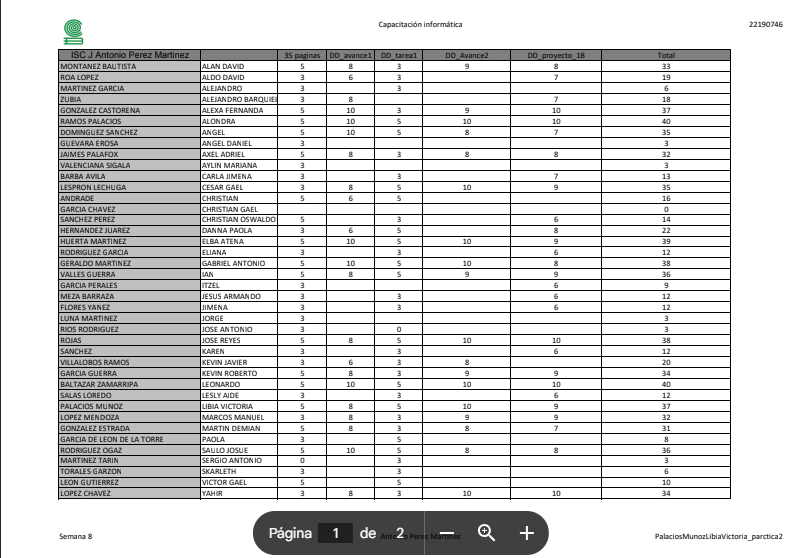 Capacitación informática 22190746
ISC J Antonio Perez Martinez 35 paginas DD_avance1 DD_tarea1 DD_Avance2 DD_proyecto_1B Total
MONTANEZ BAUTISTA ALAN DAVID 5 8 3 9 8 33
ROA LOPEZ ALDO DAVID 3 6 3 7 19
MARTINEZ GARCIA ALEJANDRO 3 3 6
ZUBIA ALEJANDRO BARQUIEL 3 8 7 18
GONZALEZ CASTORENA ALEXA FERNANDA 5 10 3 9 10 37
RAMOS PALACIOS ALONDRA 5 10 5 10 10 40
DOMINGUEZ SANCHEZ ANGEL 5 10 5 8 7 35
GUEVARA EROSA ANGEL DANIEL 3 3
JAIMES PALAFOX AXEL ADRIEL 5 8 3 8 8 32
VALENCIANA SIGALA AYLIN MARIANA 3 3
BARBA AVILA CARLA JIMENA 3 3 7 13
LESPRON LECHUGA CESAR GAEL 3 8 5 10 9 35
ANDRADE CHRISTIAN 5 6 5 16
GARCIA CHAVEZ CHRISTIAN GAEL 0
SANCHEZ PEREZ CHRISTIAN OSWALDO 5 3 6 14
HERNANDEZ JUAREZ DANNA PAOLA 3 6 5 8 22
HUERTA MARTINEZ ELBA ATENA 5 10 5 10 9 39
RODRIGUEZ GARCIA ELIANA 3 3 6 12
GERALDO MARTINEZ GABRIEL ANTONIO 5 10 5 10 8 38
VALLES GUERRA IAN 5 8 5 9 9 36
GARCIA PERALES ITZEL 3 6 9
MEZA BARRAZA JESUS ARMANDO 3 3 6 12
FLORES YANEZ JIMENA 3 3 6 12
LUNA MARTINEZ JORGE 3 3
RIOS RODRIGUEZ JOSE ANTONIO 3 0 3
ROJAS JOSE REYES 5 8 5 10 10 38
SANCHEZ KAREN 3 3 6 12
VILLALOBOS RAMOS KEVIN JAVIER 3 6 3 8 20
GARCIA GUERRA KEVIN ROBERTO 5 8 3 9 9 34
BALTAZAR ZAMARRIPA LEONARDO 5 10 5 10 10 40
SALAS LOREDO LESLY AIDE 3 3 6 12
PALACIOS MUNOZ LIBIA VICTORIA 5 8 5 10 9 37
LOPEZ MENDOZA MARCOS MANUEL 3 8 3 9 9 32
GONZALEZ ESTRADA MARTIN DEMIAN 5 8 3 8 7 31
GARCIA DE LEON DE LA TORRE PAOLA 3 5 8
RODRIGUEZ OGAZ SAULO JOSUE 5 10 5 8 8 36
MARTINEZ TARIN SERGIO ANTONIO 0 3 3
TORALES GARZON SKARLETH 3 3 6
LEON GUTIERREZ VICTOR GAEL 5 5 10
LOPEZ CHAVEZ YAHIR 3 8 3 10 10 34
Semana 8 Antonio Perez Martinez PalaciosMunozLibiaVictoria_parctica2
Página 1 de 2